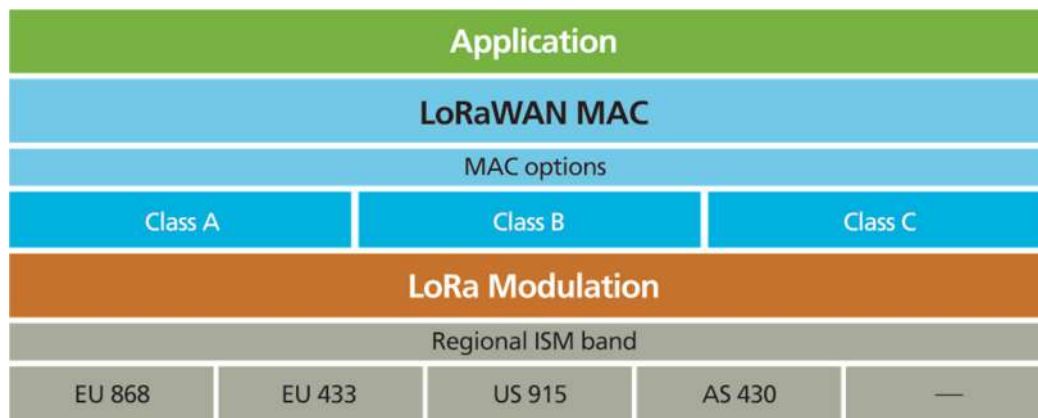 Application
LoRaWAN MAC
MAC options
Class A Class B Class C
LoRa Modulation
Regional ISM band
EU 868 EU 433 US 915 AS 430 —